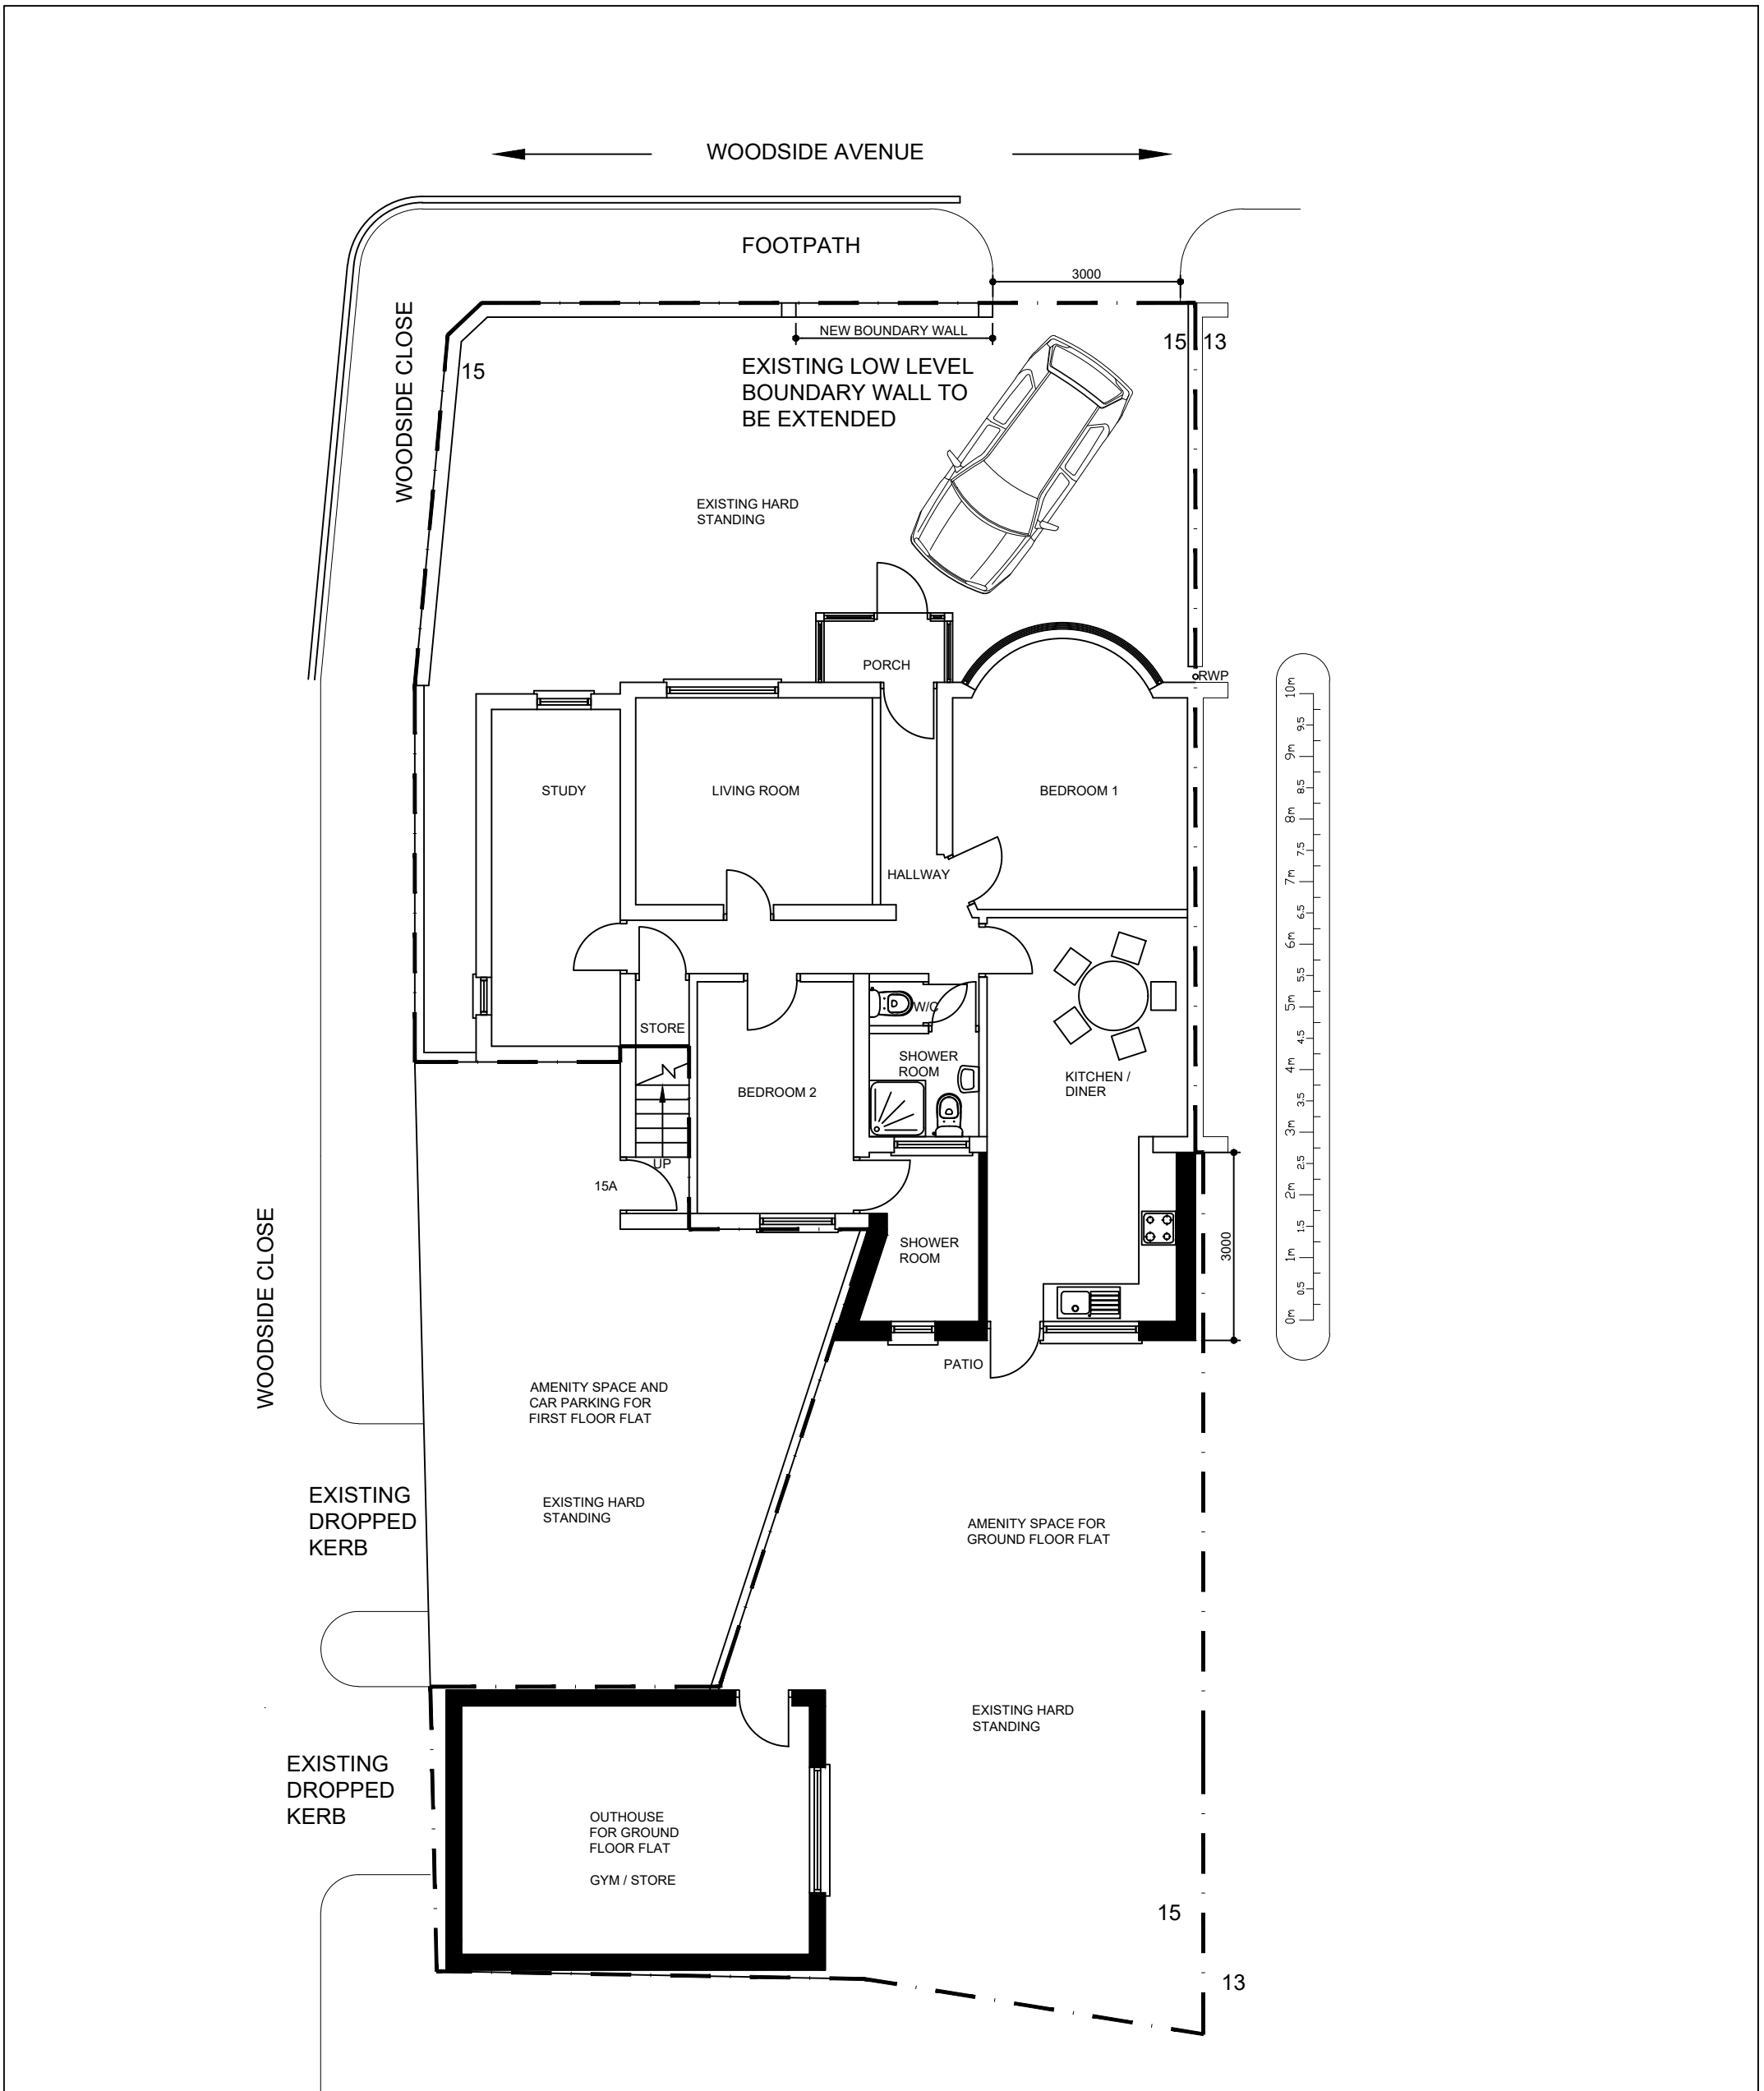 WOODSIDE AVENUE
FOOTPATH
3000
WOODSIDE CLOSE
15
NEW BOUNDARY WALL
15
13
EXISTING LOW LEVEL
BOUNDARY WALL TO
BE EXTENDED
EXISTING HARD
STANDING
PORCH
RWP
STUDY
LIVING ROOM
BEDROOM 1
HALLWAY
W/C
STORE
SHOWER
ROOM
KITCHEN /
DINER
BEDROOM 2
UP
15A
SHOWER
ROOM
3000
PATIO
10m
9.5
9m
8.5
8m
7.5
7m
6.5
6m
5.5
5m
4.5
4m
3.5
3m
2.5
2m
1.5
1m
0.5
0m
WOODSIDE CLOSE
AMENITY SPACE AND
CAR PARKING FOR
FIRST FLOOR FLAT
EXISTING
DROPPED
KERB
EXISTING HARD
STANDING
AMENITY SPACE FOR
GROUND FLOOR FLAT
EXISTING HARD
STANDING
EXISTING
DROPPED
KERB
OUTHOUSE
FOR GROUND
FLOOR FLAT
GYM / STORE
15
13